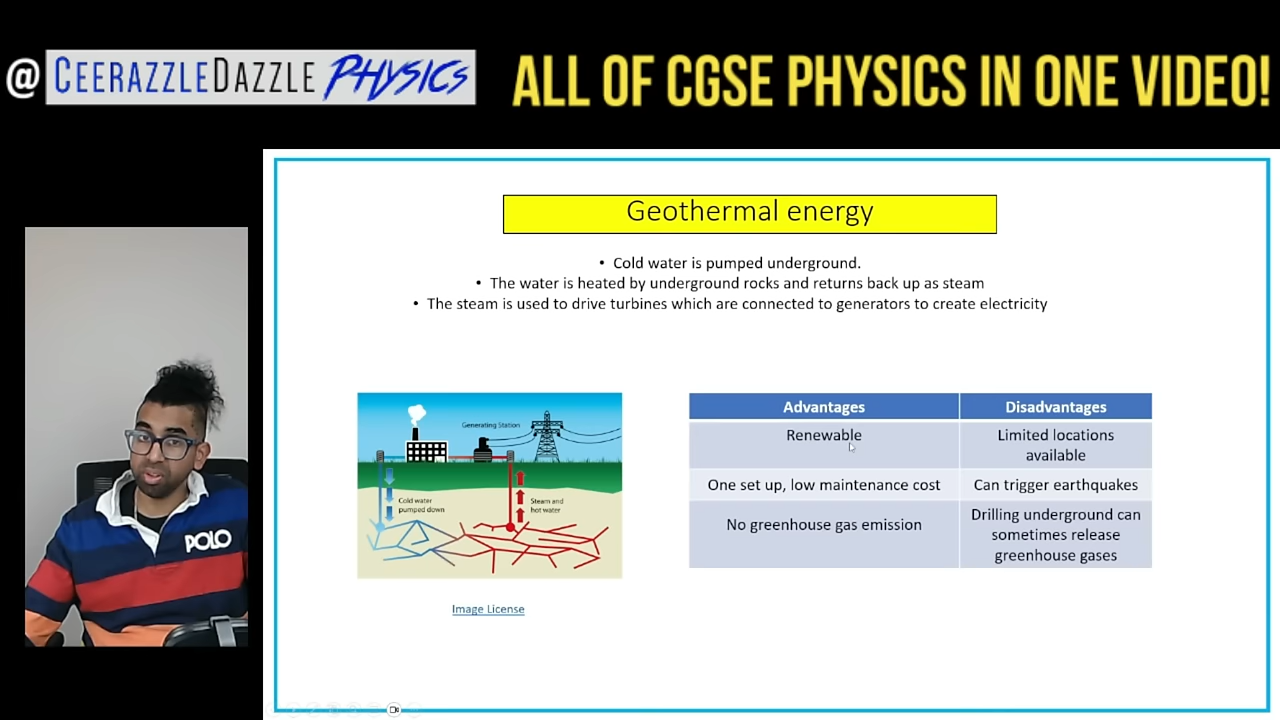 @ CEERAZZLEDAZZLE PHYSICS
ALL OF CGSE PHYSICS IN ONE VIDEO!
Geothermal energy
• Cold water is pumped underground.
• The water is heated by underground rocks and returns back up as steam
• The steam is used to drive turbines which are connected to generators to create electricity
Generating Station
Cold water
pumped down
Steam and
hot water
Image License
Advantages
Disadvantages
Renewable
Limited locations
available
One set up, low maintenance cost
Can trigger earthquakes
No greenhouse gas emission
Drilling underground can
sometimes release
greenhouse gases
POLO